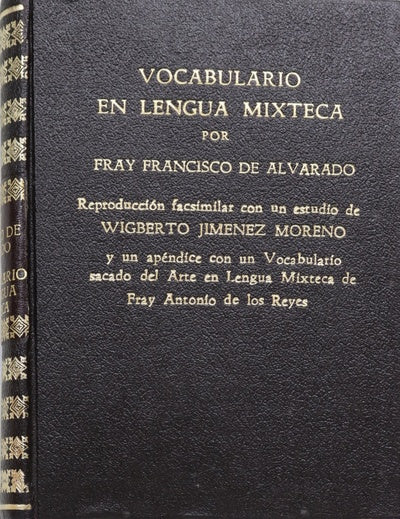 VOCABULARIO
EN LENGUA MIXTECA
POR
FRAY FRANCISCO DE ALVARADO
Reproducción facsimilar con un estudio de
WIGBERTO JIMENEZ MORENO
y un apéndice con un Vocabulario
sacado del Arte en Lengua Mixteca de
Fray Antonio de los Reyes